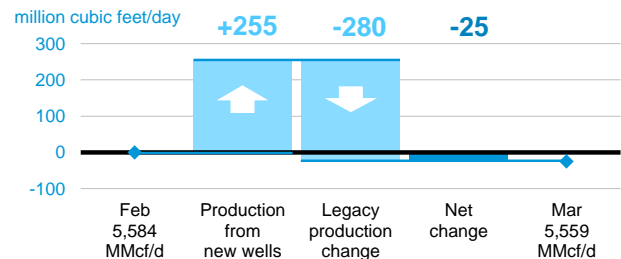 million cubic feet/day
+255 -280 -25
300
200
100
0
-100
Feb
5,584
MMcf/d
Production
from
new wells
Legacy
production
change
Net
change
Mar
5,559
MMcf/d